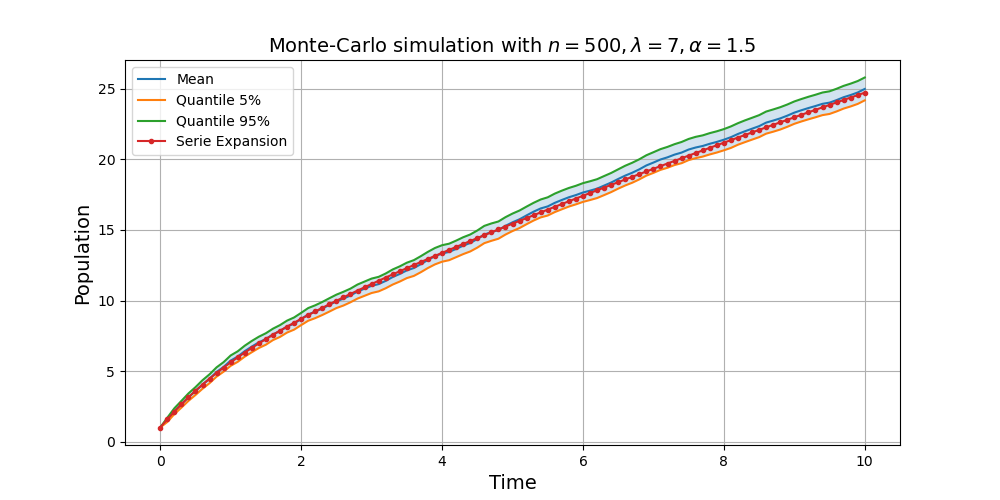 Monte-Carlo simulation with n = 500, λ = 7, α = 1.5
Mean
Quantile 5%
Quantile 95%
Serie Expansion
Population
25
20
15
10
5
0
0 2 4 6 8 10
Time